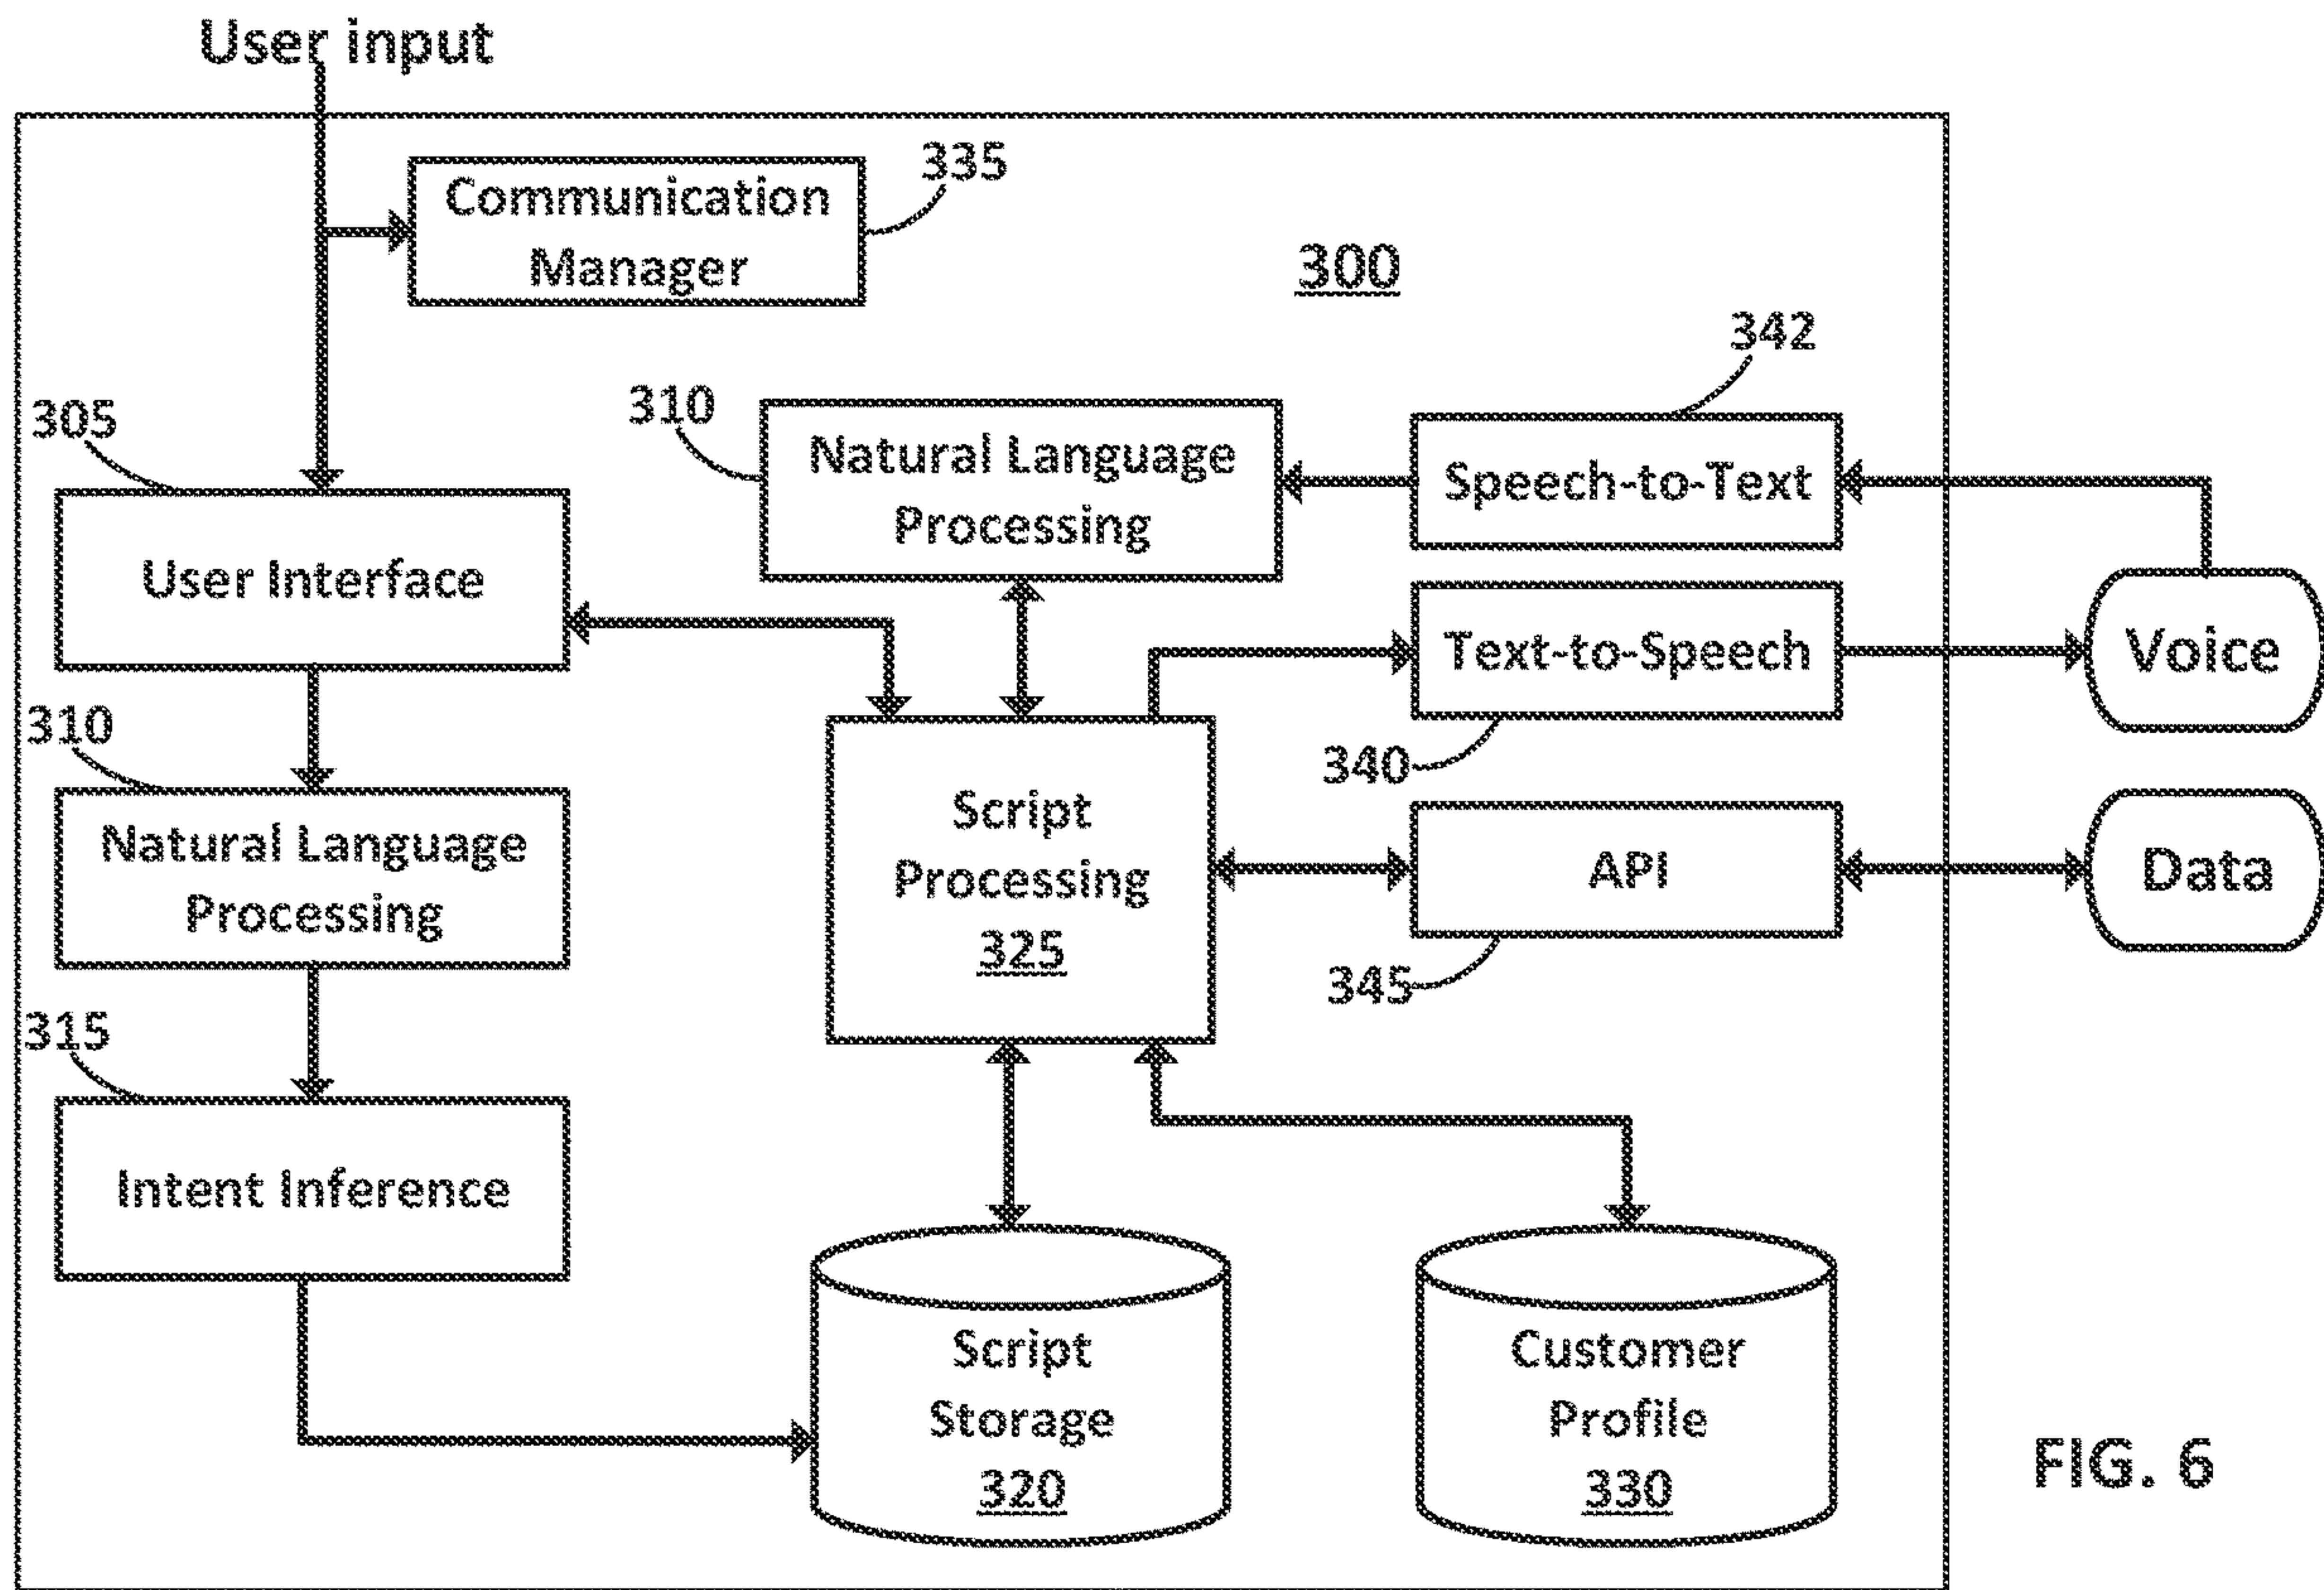 User input
Communication
Manager
335
300
342
305
310
Natural Language
Processing
Speech-to-Text
User Interface
Text-to-Speech
Voice
310
340
Script
Processing
325
Natural Language
Processing
API
Data
345
315
Intent Inference
Script
Storage
320
Customer
Profile
330
FIG. 6